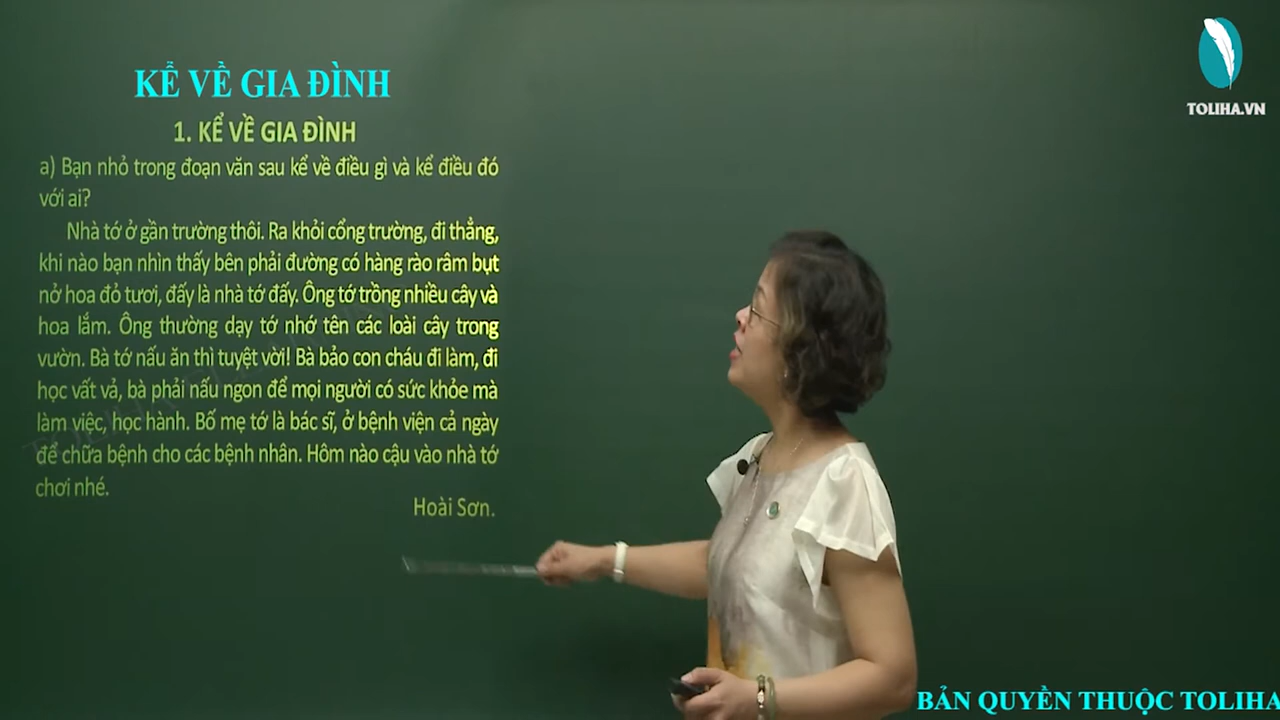 KỂ VỀ GIA ĐÌNH
1. KỂ VỀ GIA ĐÌNH
a) Bạn nhỏ trong đoạn văn sau kể về điều gì và kể điều đó
với ai?
Nhà tớ ở gần trường thôi. Ra khỏi cổng trường, đi thẳng,
khi nào bạn nhìn thấy bên phải đường có hàng rào râm bụt
nở hoa đỏ tươi, đấy là nhà tớ đấy. Ông tớ trồng nhiều cây và
hoa lắm. Ông thường dạy tớ nhớ tên các loài cây trong
vườn. Bà tớ nấu ăn thì tuyệt vời! Bà bảo con cháu đi làm, đi
học vất vả, bà phải nấu ngon để mọi người có sức khỏe mà
làm việc, học hành. Bố mẹ tớ là bác sĩ, ở bệnh viện cả ngày
để chữa bệnh cho các bệnh nhân. Hôm nào cậu vào nhà tớ
chơi nhé.
Hoài Sơn.
TOLIHA.VN
BẢN QUYỀN THUỘC TOLIHA